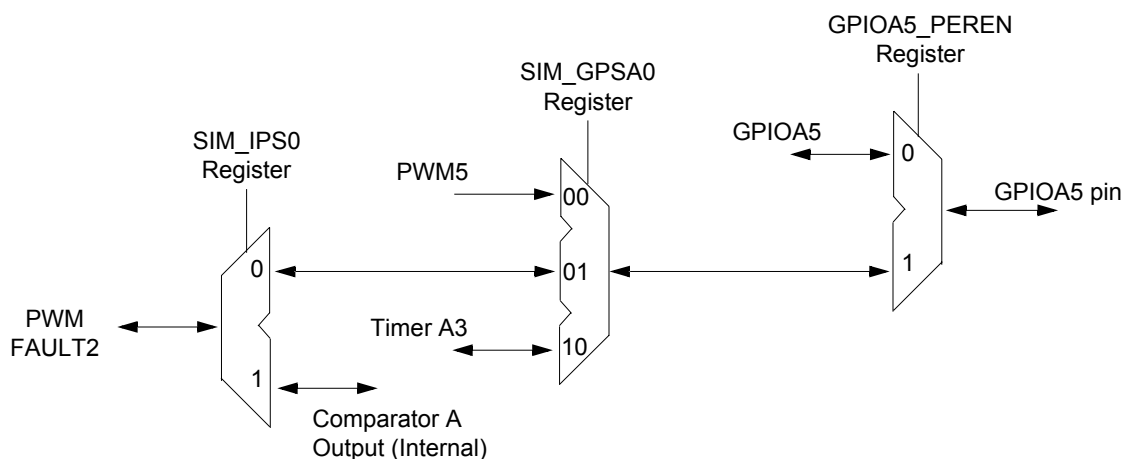 GPIOA5_PEREN
Register
SIM_GPSA0
Register
SIM_IPS0
Register
GPIOA5
0
PWM5
00
GPIOA5 pin
0
01
1
PWM
FAULT2
Timer A3
10
1
Comparator A
Output (Internal)